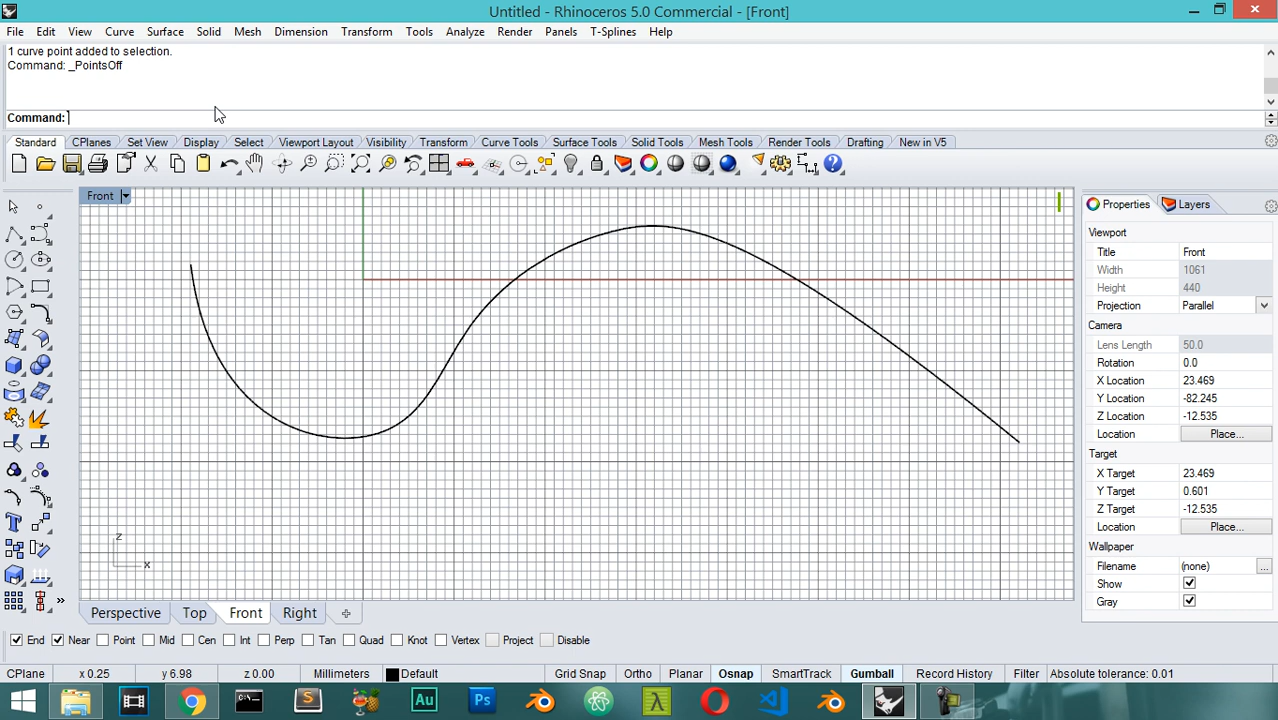 Untitled - Rhinoceros 5.0 Commercial - [Front]
File Edit View Curve Surface Solid Mesh Dimension Transform Tools Analyze Render Panels T-Splines Help
1 curve point added to selection.
Command: _PointsOff
Command:
Standard CPlanes Set View Display Select Viewport Layout Visibility Transform Curve Tools Surface Tools Solid Tools Mesh Tools Render Tools Drafting New in V5
Front
Properties Layers
Viewport
Title Front
Width 1061
Height 440
Projection Parallel
Camera
Lens Length 50.0
Rotation 0.0
X Location 23.469
Y Location -82.245
Z Location -12.535
Location Place...
Target
X Target 23.469
Y Target 0.601
Z Target -12.535
Location Place...
Wallpaper
Filename (none) ...
Show
Gray
z
x
Perspective Top Front Right
End Near Point Mid Cen Int Perp Tan Quad Knot Vertex Project Disable
CPlane x 0.25 y 6.98 z 0.00 Millimeters Default Grid Snap Ortho Planar Osnap SmartTrack Gumball Record History Filter Absolute tolerance: 0.01
Au Ps